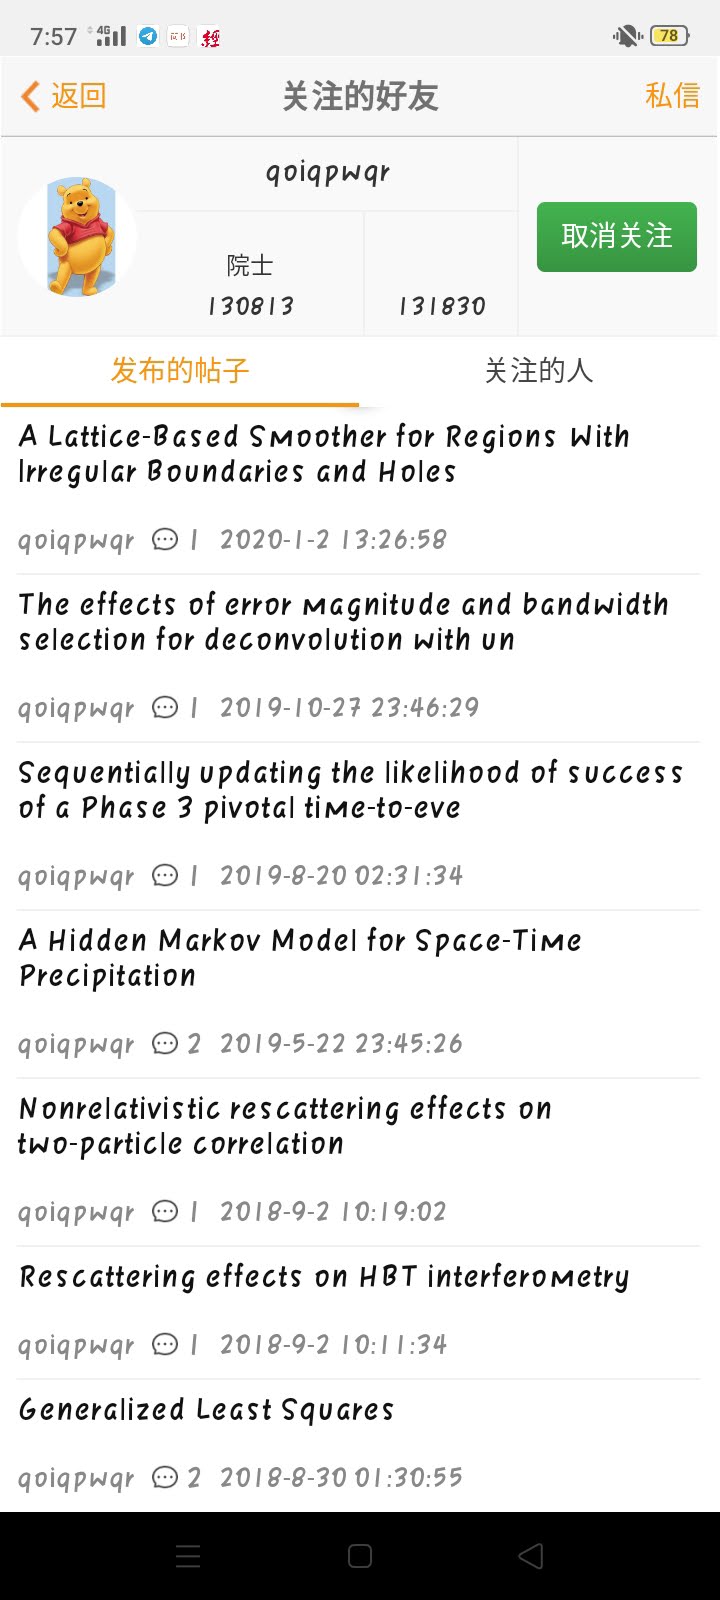 7:57 4G 78
返回 关注的好友 私信
qoiqpwqr
取消关注
院士
130813 131830
发布的帖子 关注的人
A Lattice-Based Smoother for Regions With
Irregular Boundaries and Holes
qoiqpwqr 1 2020-1-2 13:26:58
The effects of error magnitude and bandwidth
selection for deconvolution with un
qoiqpwqr 1 2019-10-27 23:46:29
Sequentially updating the likelihood of success
of a Phase 3 pivotal time-to-eve
qoiqpwqr 1 2019-8-20 02:31:34
A Hidden Markov Model for Space-Time
Precipitation
qoiqpwqr 2 2019-5-22 23:45:26
Nonrelativistic rescattering effects on
two-particle correlation
qoiqpwqr 1 2018-9-2 10:19:02
Rescattering effects on HBT interferometry
qoiqpwqr 1 2018-9-2 10:11:34
Generalized Least Squares
qoiqpwqr 2 2018-8-30 01:30:55